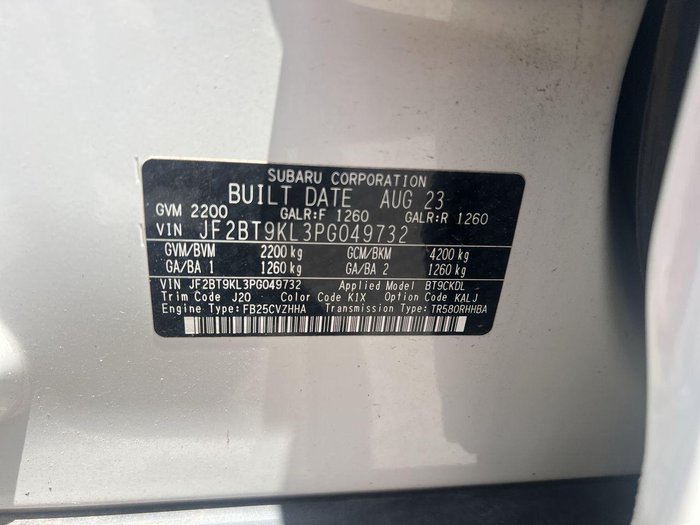 SUBARU CORPORATION
BUILT DATE AUG 23
GVM 2200 GALR:F 1260 GALR:R 1260
VIN JF2BT9KL3PG049732
GVM/BVM 2200 kg GCM/BKM 4200 kg
GA/BA 1 1260 kg GA/BA 2 1260 kg
VIN JF2BT9KL3PG049732 Applied Model BT9CKDL
Trim Code J20 Color Code K1X Option Code KALJ
Engine Type:FB25CVZHHA Transmission Type:TR580RHHBA